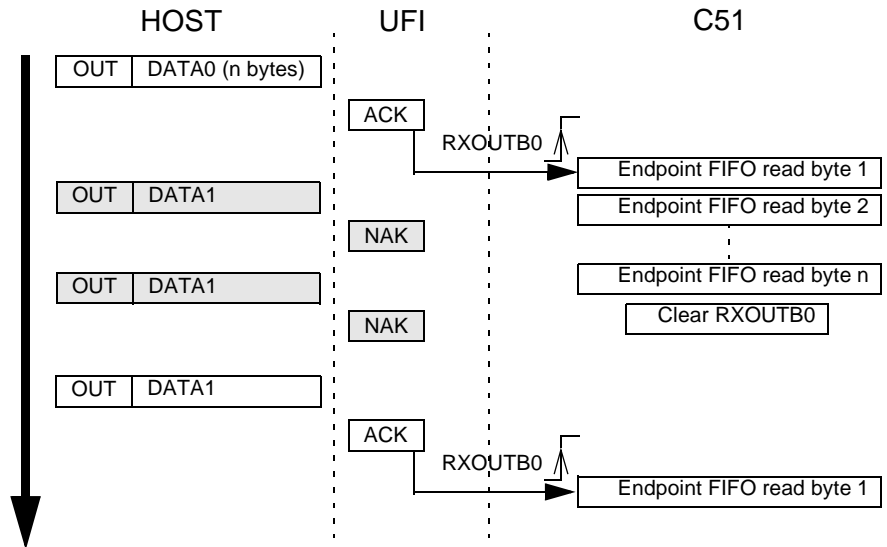 HOST UFI C51
OUT DATA0 (n bytes)
ACK
RXOUTB0
Endpoint FIFO read byte 1
OUT DATA1
Endpoint FIFO read byte 2
NAK
OUT DATA1
Endpoint FIFO read byte n
NAK
Clear RXOUTB0
OUT DATA1
ACK
RXOUTB0
Endpoint FIFO read byte 1